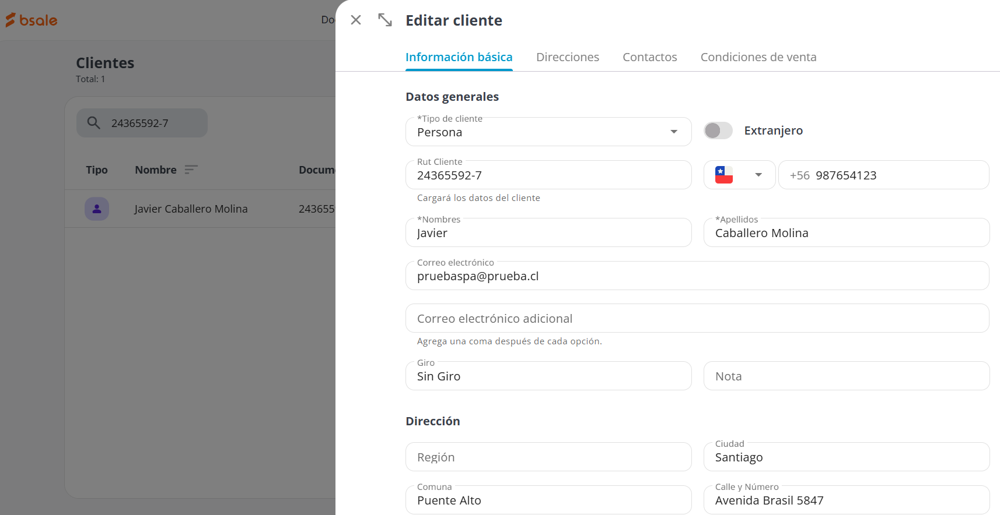 bsale
Do
Clientes
Total: 1
24365592-7
Tipo
Nombre
Docum
Javier Caballero Molina
243655
Editar cliente
Información básica
Direcciones
Contactos
Condiciones de venta
Datos generales
*Tipo de cliente
Persona
Extranjero
Rut Cliente
24365592-7
+56 987654123
Cargará los datos del cliente
*Nombres
Javier
*Apellidos
Caballero Molina
Correo electrónico
pruebaspa@prueba.cl
Correo electrónico adicional
Agrega una coma después de cada opción.
Giro
Sin Giro
Nota
Dirección
Región
Ciudad
Santiago
Comuna
Puente Alto
Calle y Número
Avenida Brasil 5847